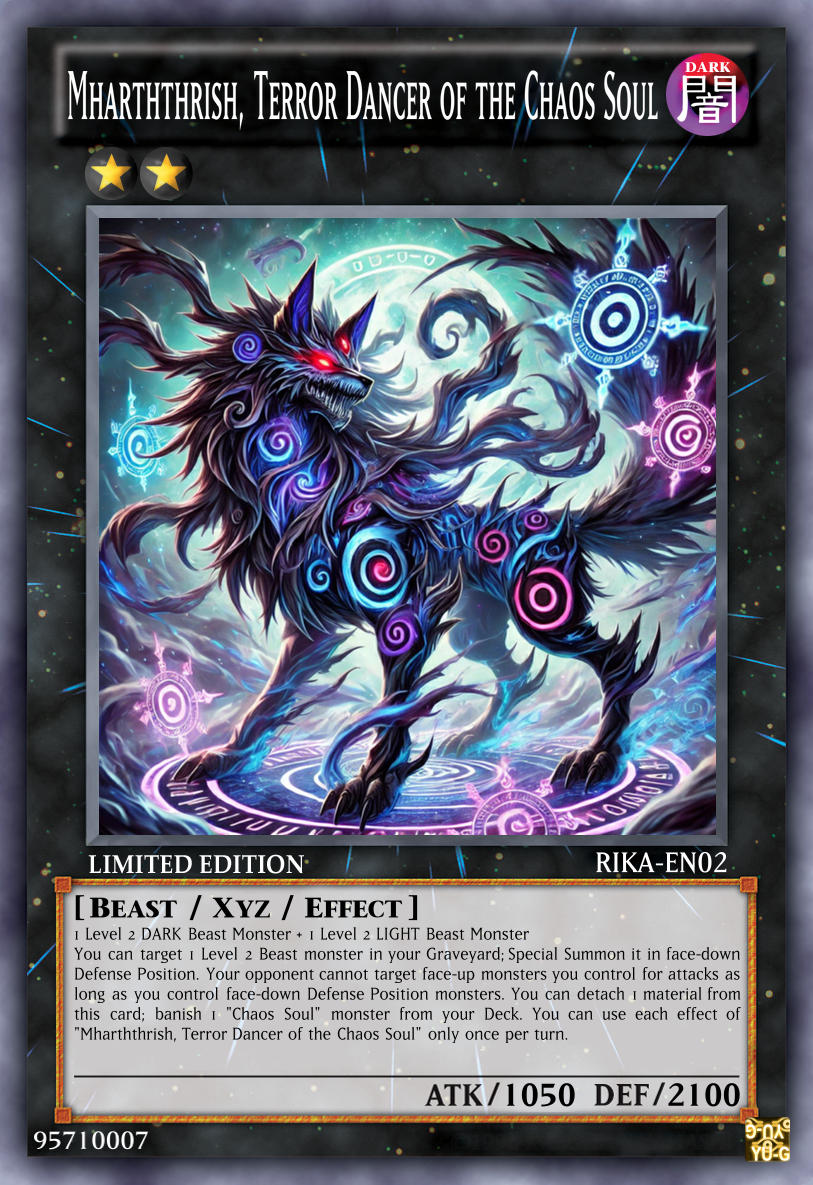 Mharththrish, Terror Dancer of the Chaos Soul
DARK
闇
LIMITED EDITION
RIKA-EN02
[ Beast / Xyz / Effect ]
1 Level 2 DARK Beast Monster + 1 Level 2 LIGHT Beast Monster
You can target 1 Level 2 Beast monster in your Graveyard; Special Summon it in face-down
Defense Position. Your opponent cannot target face-up monsters you control for attacks as
long as you control face-down Defense Position monsters. You can detach 1 material from
this card; banish 1 "Chaos Soul" monster from your Deck. You can use each effect of
"Mharththrish, Terror Dancer of the Chaos Soul" only once per turn.
ATK/1050 DEF/2100
95710007